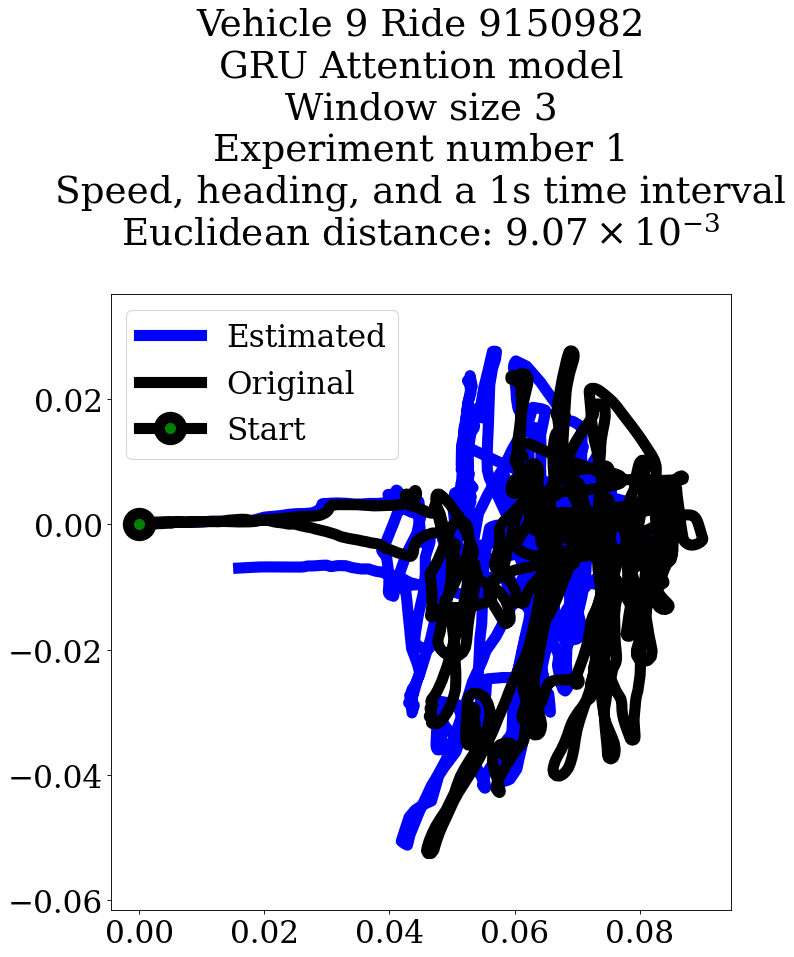 Vehicle 9 Ride 9150982
GRU Attention model
Window size 3
Experiment number 1
Speed, heading, and a 1s time interval
Euclidean distance: 9.07 × 10⁻³
Estimated
Original
Start
0.02
0.00
−0.02
−0.04
−0.06
0.00 0.02 0.04 0.06 0.08